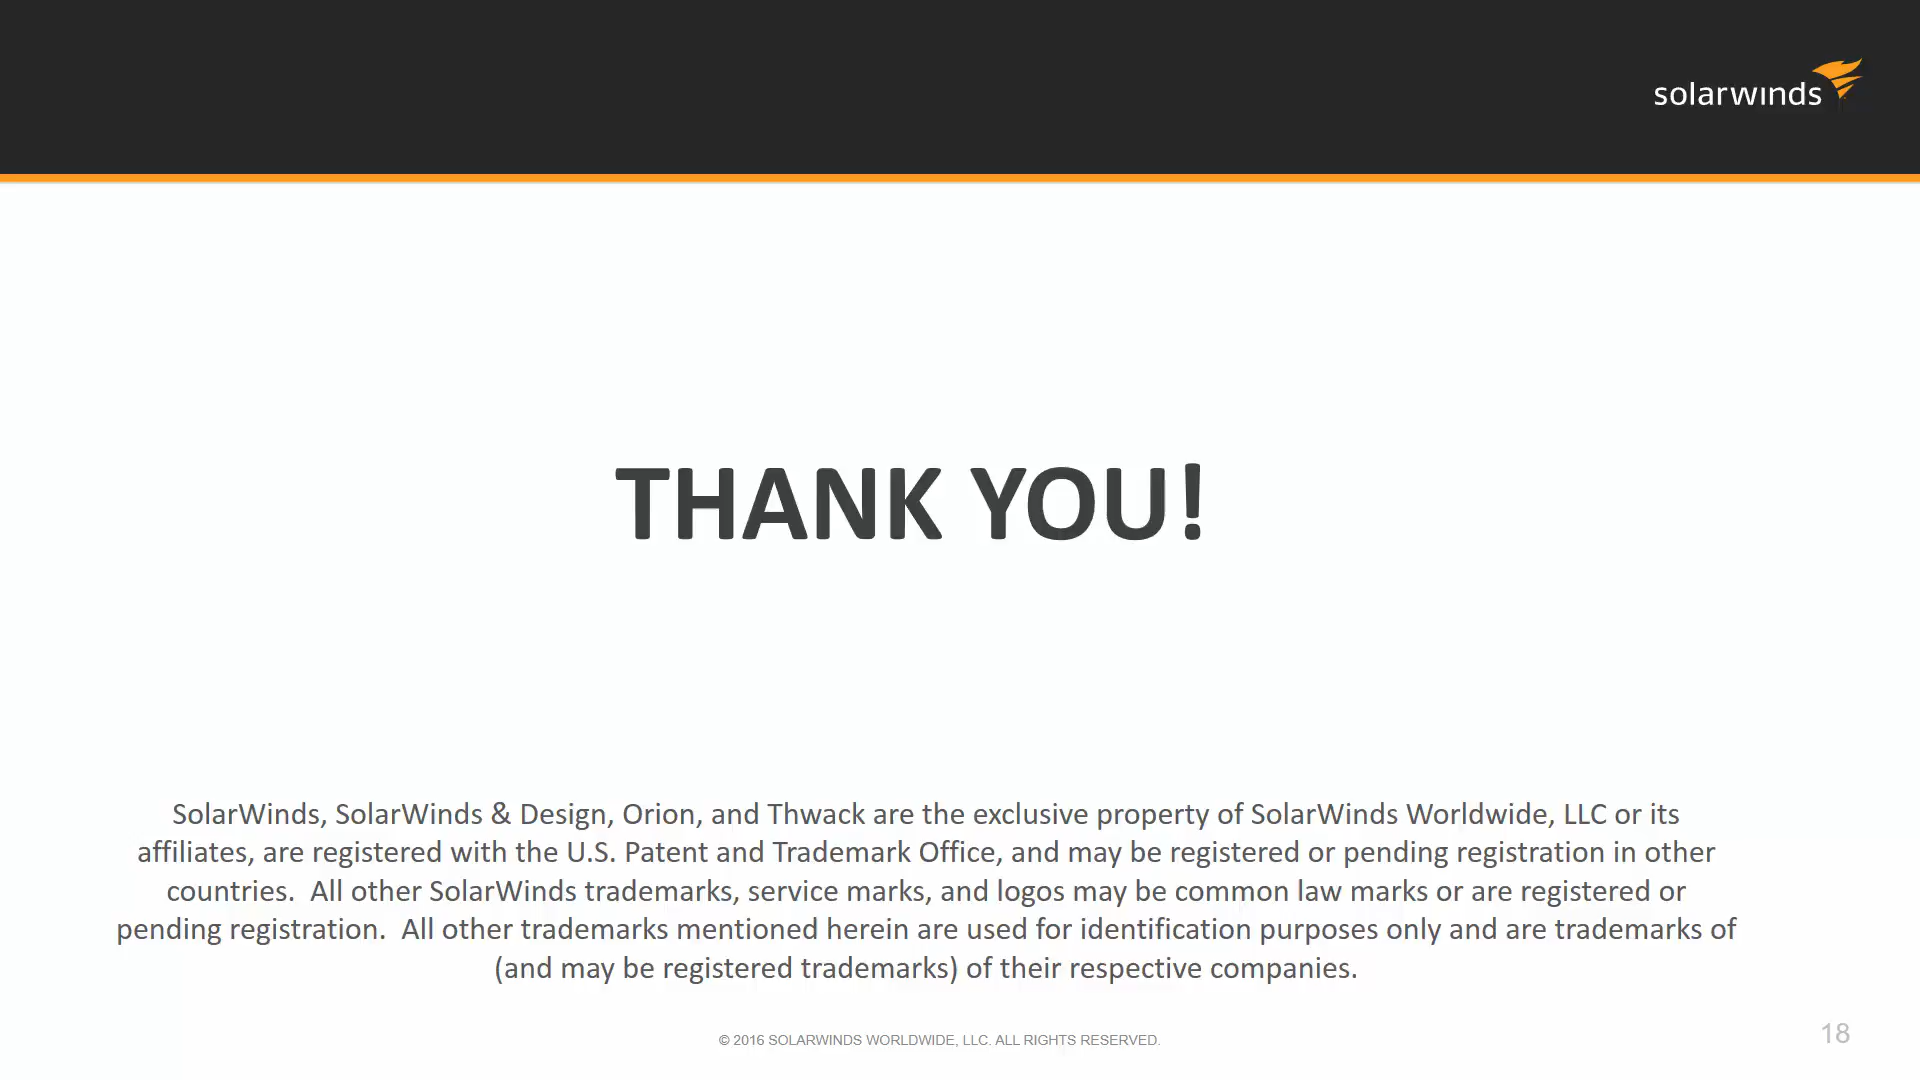 solarwinds
THANK YOU!
SolarWinds, SolarWinds & Design, Orion, and Thwack are the exclusive property of SolarWinds Worldwide, LLC or its
affiliates, are registered with the U.S. Patent and Trademark Office, and may be registered or pending registration in other
countries.  All other SolarWinds trademarks, service marks, and logos may be common law marks or are registered or
pending registration.  All other trademarks mentioned herein are used for identification purposes only and are trademarks of
(and may be registered trademarks) of their respective companies.
© 2016 SOLARWINDS WORLDWIDE, LLC. ALL RIGHTS RESERVED.
18